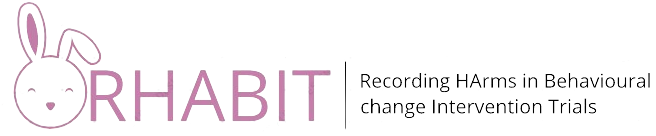 RHABIT
Recording HArms in Behavioural
change Intervention Trials